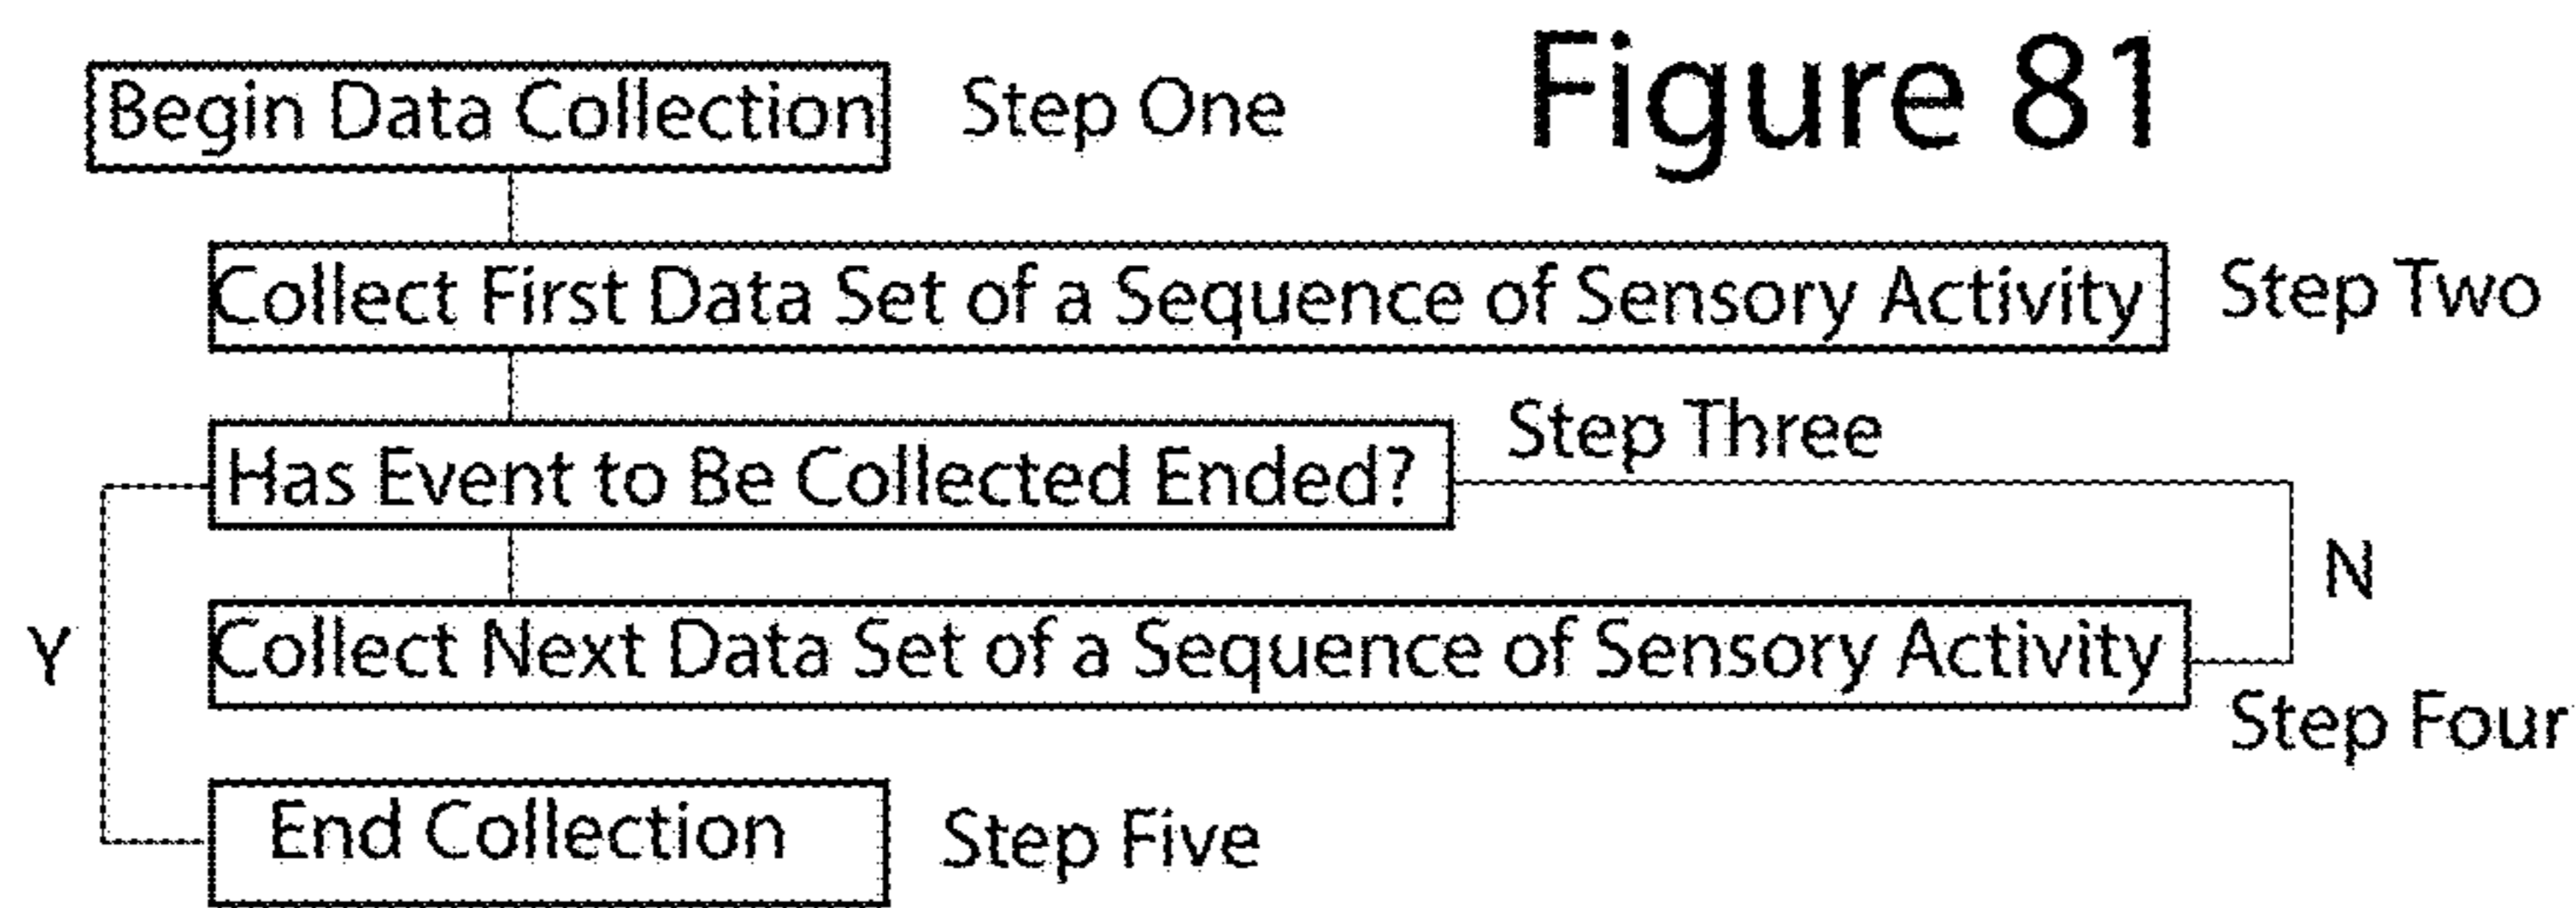 Figure 81
Begin Data Collection
Step One
Collect First Data Set of a Sequence of Sensory Activity
Step Two
Has Event to Be Collected Ended?
Step Three
N
Y
Collect Next Data Set of a Sequence of Sensory Activity
Step Four
End Collection
Step Five